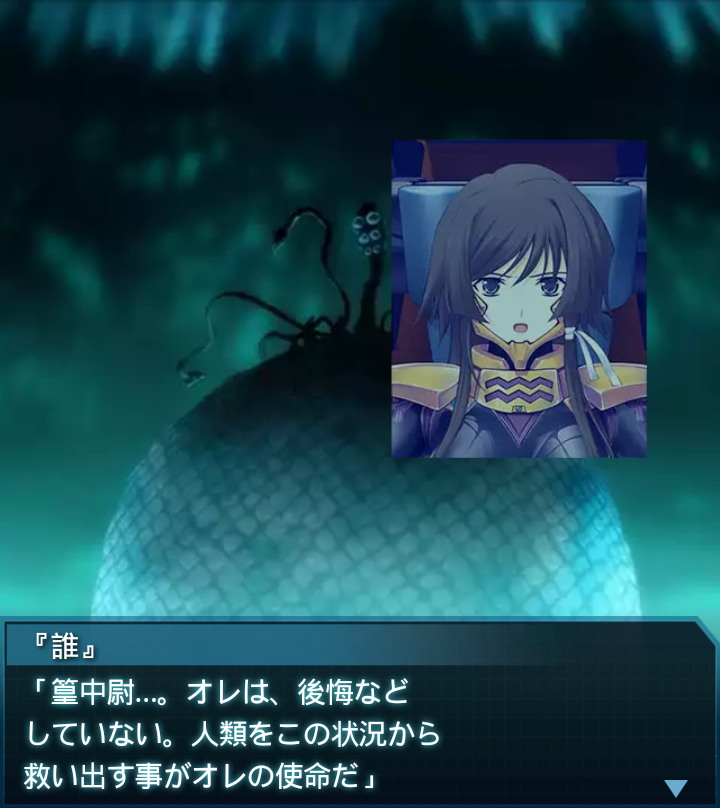 『誰』
「篁中尉…。オレは、後悔など
していない。人類をこの状況から
救い出す事がオレの使命だ」